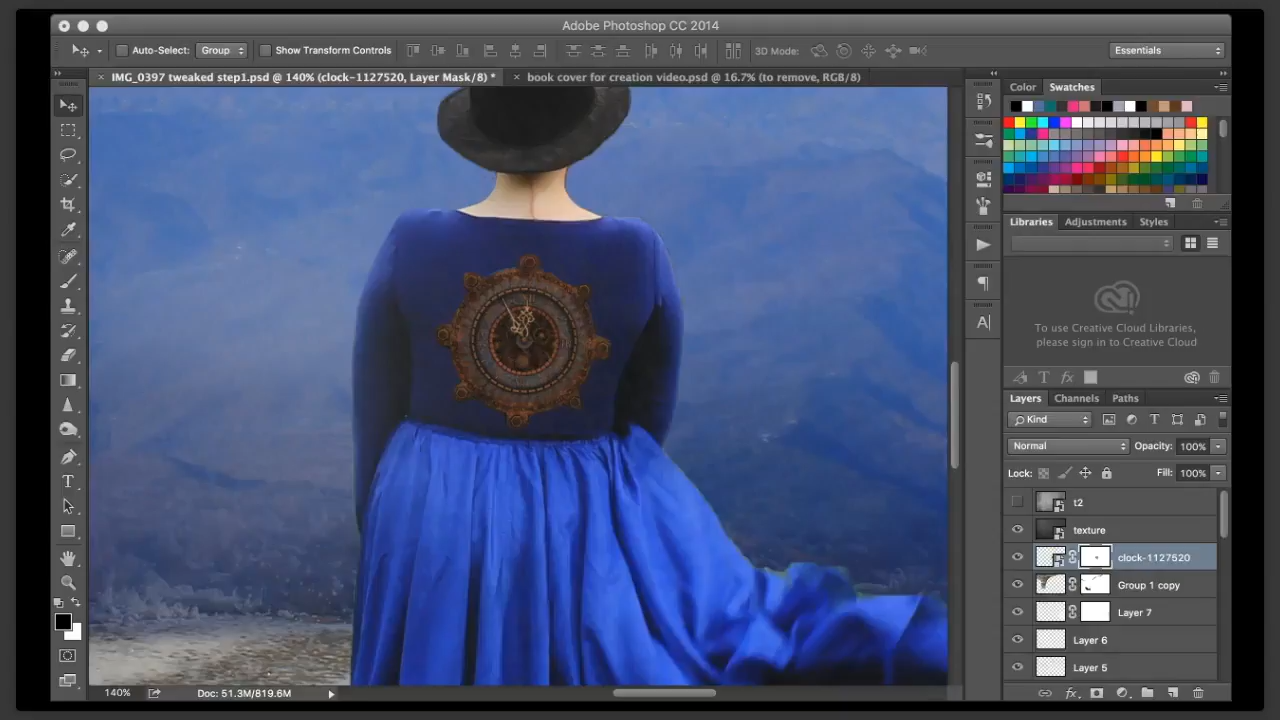 Adobe Photoshop CC 2014
Auto-Select: Group Show Transform Controls 3D Mode: Essentials
IMG_0397 tweaked step1.psd @ 140% (clock-1127520, Layer Mask/8) * book cover for creation video.psd @ 16.7% (to remove, RGB/8)
Color Swatches
Libraries Adjustments Styles
To use Creative Cloud Libraries,
please sign in to Creative Cloud
Layers Channels Paths
Kind
Normal Opacity: 100%
Lock: Fill: 100%
t2
texture
clock-1127520
Group 1 copy
Layer 7
Layer 6
Layer 5
140% Doc: 51.3M/819.6M